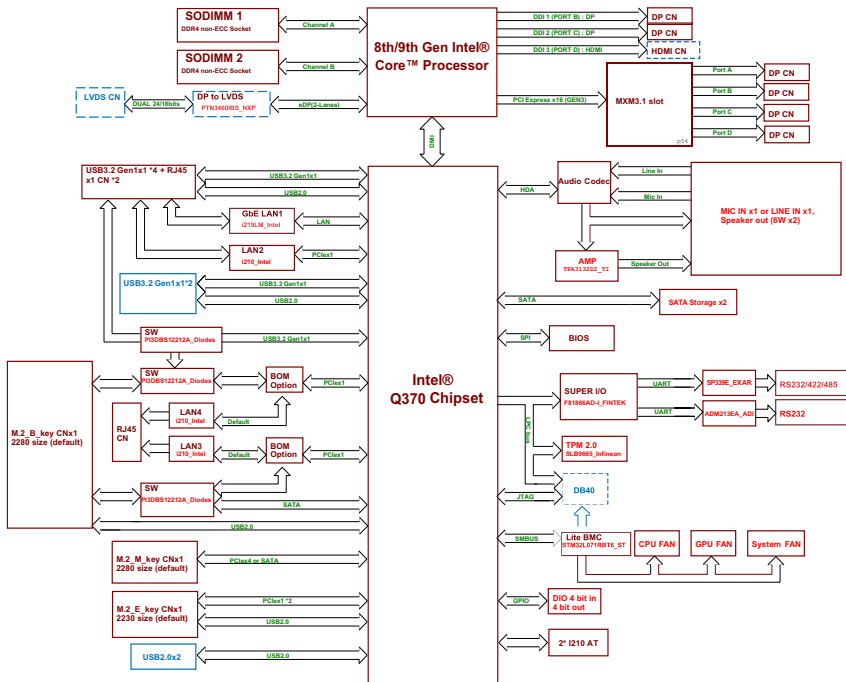 SODIMM 1
DDR4 non-ECC Socket
Channel A
SODIMM 2
DDR4 non-ECC Socket
Channel B
LVDS CN
DUAL 24/18bits
DP to LVDS
PTN3460IBS_NXP
eDP(2-Lanes)
8th/9th Gen Intel®
Core™ Processor
DDI 1 (PORT B) : DP
DP CN
DDI 2 (PORT C) : DP
DP CN
DDI 3 (PORT D) : HDMI
HDMI CN
PCI Express x16 (GEN3)
MXM3.1 slot
p54
Port A
DP CN
Port B
DP CN
Port C
DP CN
Port D
DP CN
DMI
USB3.2 Gen1x1 *4 + RJ45
x1 CN *2
USB3.2 Gen1x1
USB2.0
GbE LAN1
i219LM_Intel
LAN
LAN2
i210_Intel
PCIex1
USB3.2 Gen1x1*2
USB3.2 Gen1x1
USB2.0
SW
PI3DBS12212A_Diodes
USB3.2 Gen1x1
M.2_B_key CNx1
2280 size (default)
SW
PI3DBS12212A_Diodes
BOM
Option
PCIex1
RJ45
CN
LAN4
i210_Intel
Default
LAN3
i210_Intel
Default
BOM
Option
PCIex1
SW
PI3DBS12212A_Diodes
SATA
USB2.0
M.2_M_key CNx1
2280 size (default)
PCIex4 or SATA
M.2_E_key CNx1
2230 size (default)
PCIex1 *2
USB2.0
USB2.0x2
USB2.0
Intel®
Q370 Chipset
HDA
Audio Codec
Line In
Mic In
MIC IN x1 or LINE IN x1,
Speaker out (6W x2)
AMP
TPA3132D2_TI
Speaker Out
SATA
SATA Storage x2
SPI
BIOS
SUPER I/O
F81866AD-I_FINTEK
UART
SP339E_EXAR
RS232/422/485
UART
ADM213EA_ADI
RS232
LPC bus
TPM 2.0
SLB9665_Infineon
JTAG
DB40
SMBUS
Lite BMC
STM32L071RBT6_ST
CPU FAN
GPU FAN
System FAN
GPIO
DIO 4 bit in
4 bit out
2* I210 AT